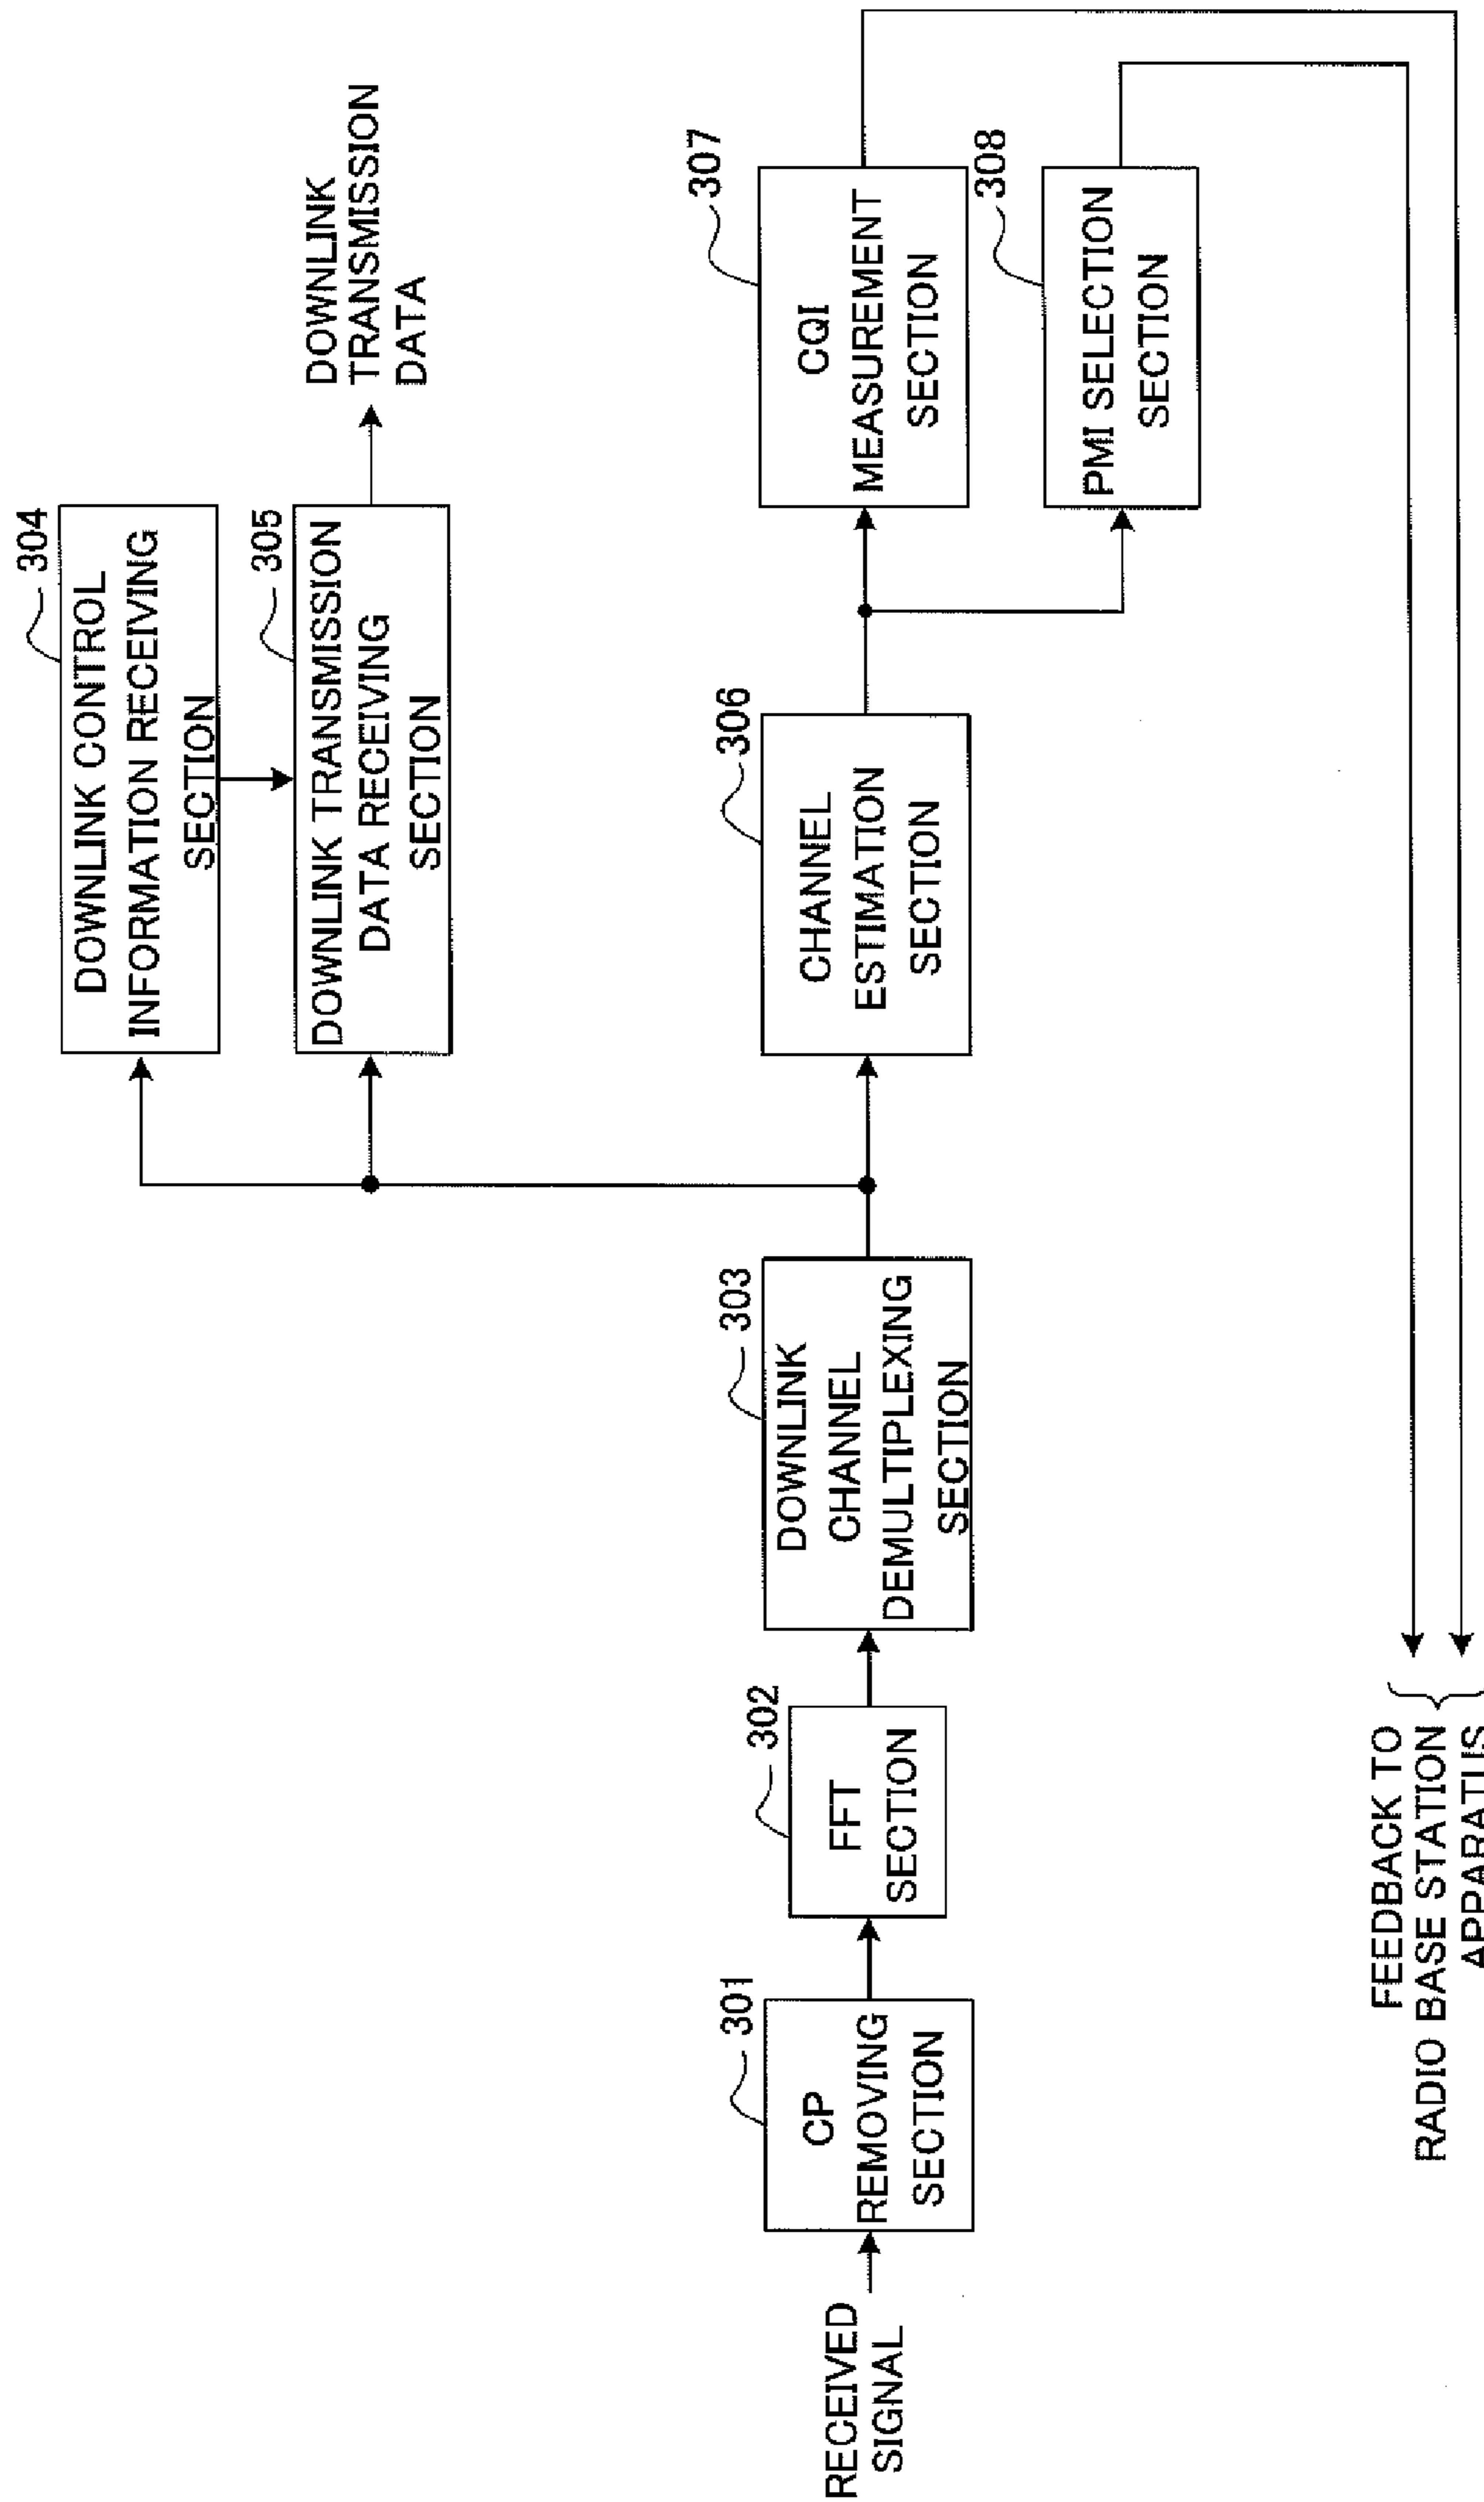 RECEIVED
SIGNAL
301
CP
REMOVING
SECTION
302
FFT
SECTION
303
DOWNLINK
CHANNEL
DEMULTIPLEXING
SECTION
304
DOWNLINK CONTROL
INFORMATION RECEIVING
SECTION
305
DOWNLINK TRANSMISSION
DATA RECEIVING
SECTION
DOWNLINK
TRANSMISSION
DATA
306
CHANNEL
ESTIMATION
SECTION
307
CQI
MEASUREMENT
SECTION
308
PMI SELECTION
SECTION
FEEDBACK TO
RADIO BASE STATION
APPARATUS